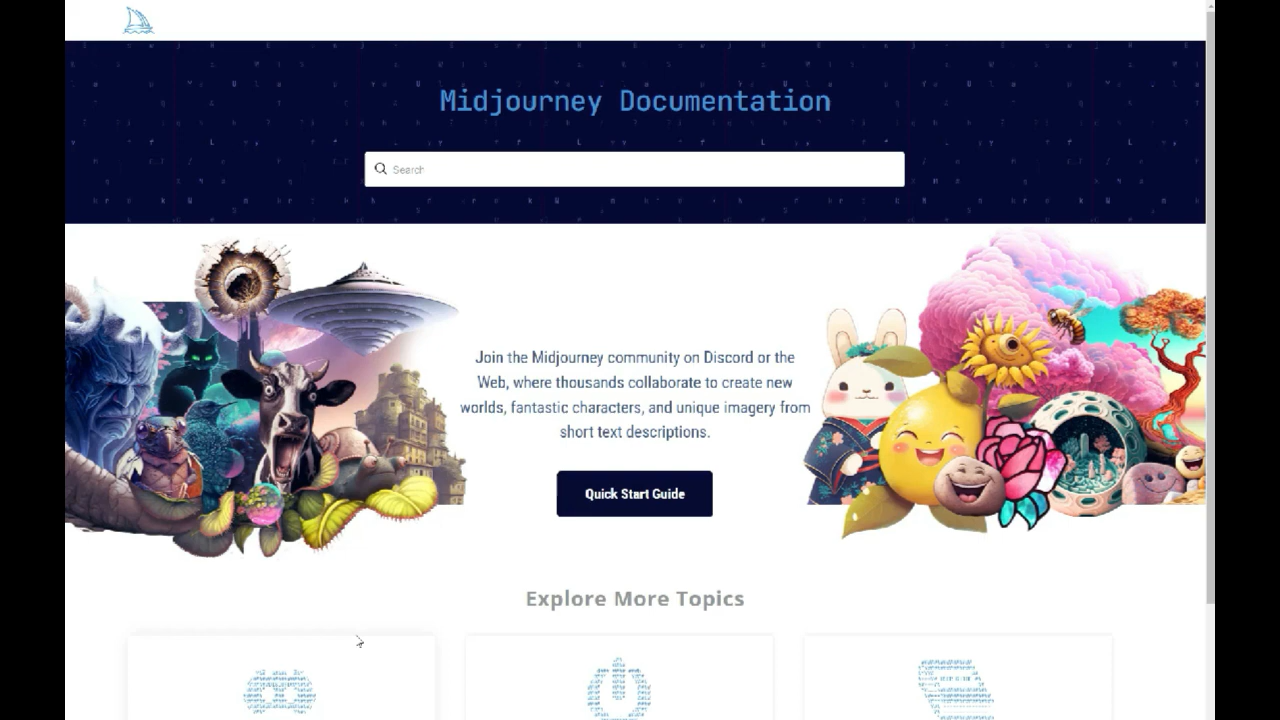 Midjourney Documentation
Search
Join the Midjourney community on Discord or the
Web, where thousands collaborate to create new
worlds, fantastic characters, and unique imagery from
short text descriptions.
Quick Start Guide
Explore More Topics